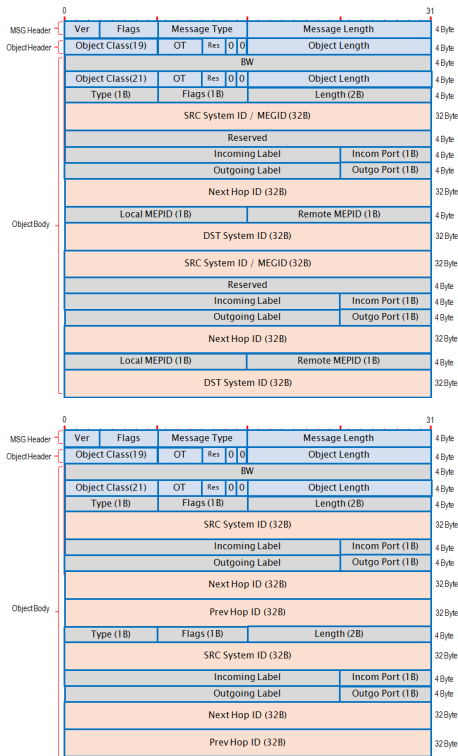 0 31
MSG Header Ver Flags Message Type Message Length 4 Byte
Object Header Object Class(19) OT Res 0 0 Object Length 4 Byte
BW 4 Byte
Object Class(21) OT Res 0 0 Object Length 4 Byte
Type (1B) Flags (1B) Length (2B) 4 Byte
SRC System ID / MEGID (32B) 32 Byte
Reserved 4 Byte
Incoming Label Incom Port (1B) 4 Byte
Outgoing Label Outgo Port (1B) 4 Byte
Next Hop ID (32B) 32 Byte
Object Body Local MEPID (1B) Remote MEPID (1B) 4 Byte
DST System ID (32B) 32 Byte
SRC System ID / MEGID (32B) 32 Byte
Reserved 4 Byte
Incoming Label Incom Port (1B) 4 Byte
Outgoing Label Outgo Port (1B) 4 Byte
Next Hop ID (32B) 32 Byte
Local MEPID (1B) Remote MEPID (1B) 4 Byte
DST System ID (32B) 32 Byte
0 31
MSG Header Ver Flags Message Type Message Length 4 Byte
Object Header Object Class(19) OT Res 0 0 Object Length 4 Byte
BW 4 Byte
Object Class(21) OT Res 0 0 Object Length 4 Byte
Type (1B) Flags (1B) Length (2B) 4 Byte
SRC System ID (32B) 32 Byte
Incoming Label Incom Port (1B) 4 Byte
Outgoing Label Outgo Port (1B) 4 Byte
Next Hop ID (32B) 32 Byte
Object Body Prev Hop ID (32B) 32 Byte
Type (1B) Flags (1B) Length (2B) 4 Byte
SRC System ID (32B) 32 Byte
Incoming Label Incom Port (1B) 4 Byte
Outgoing Label Outgo Port (1B) 4 Byte
Next Hop ID (32B) 32 Byte
Prev Hop ID (32B) 32 Byte